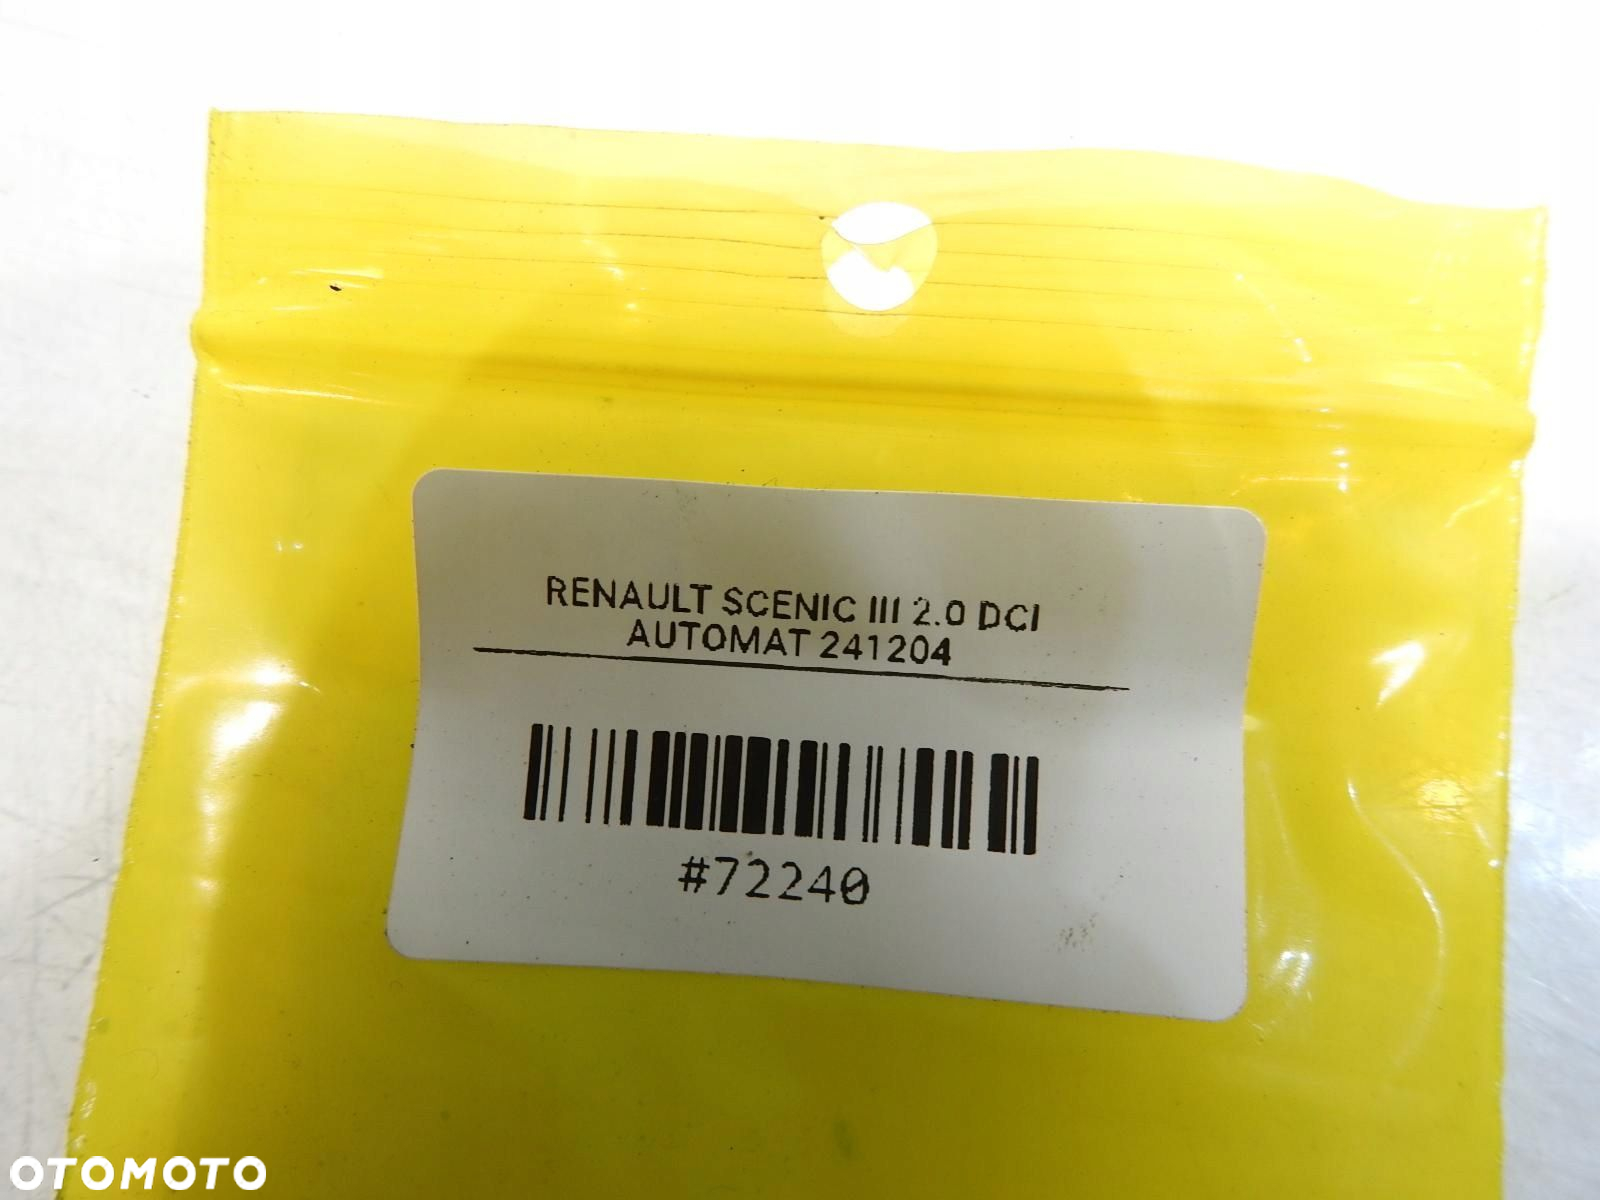 RENAULT SCENIC III 2.0 DCI
AUTOMAT 241204
#72240
OTOMOTO